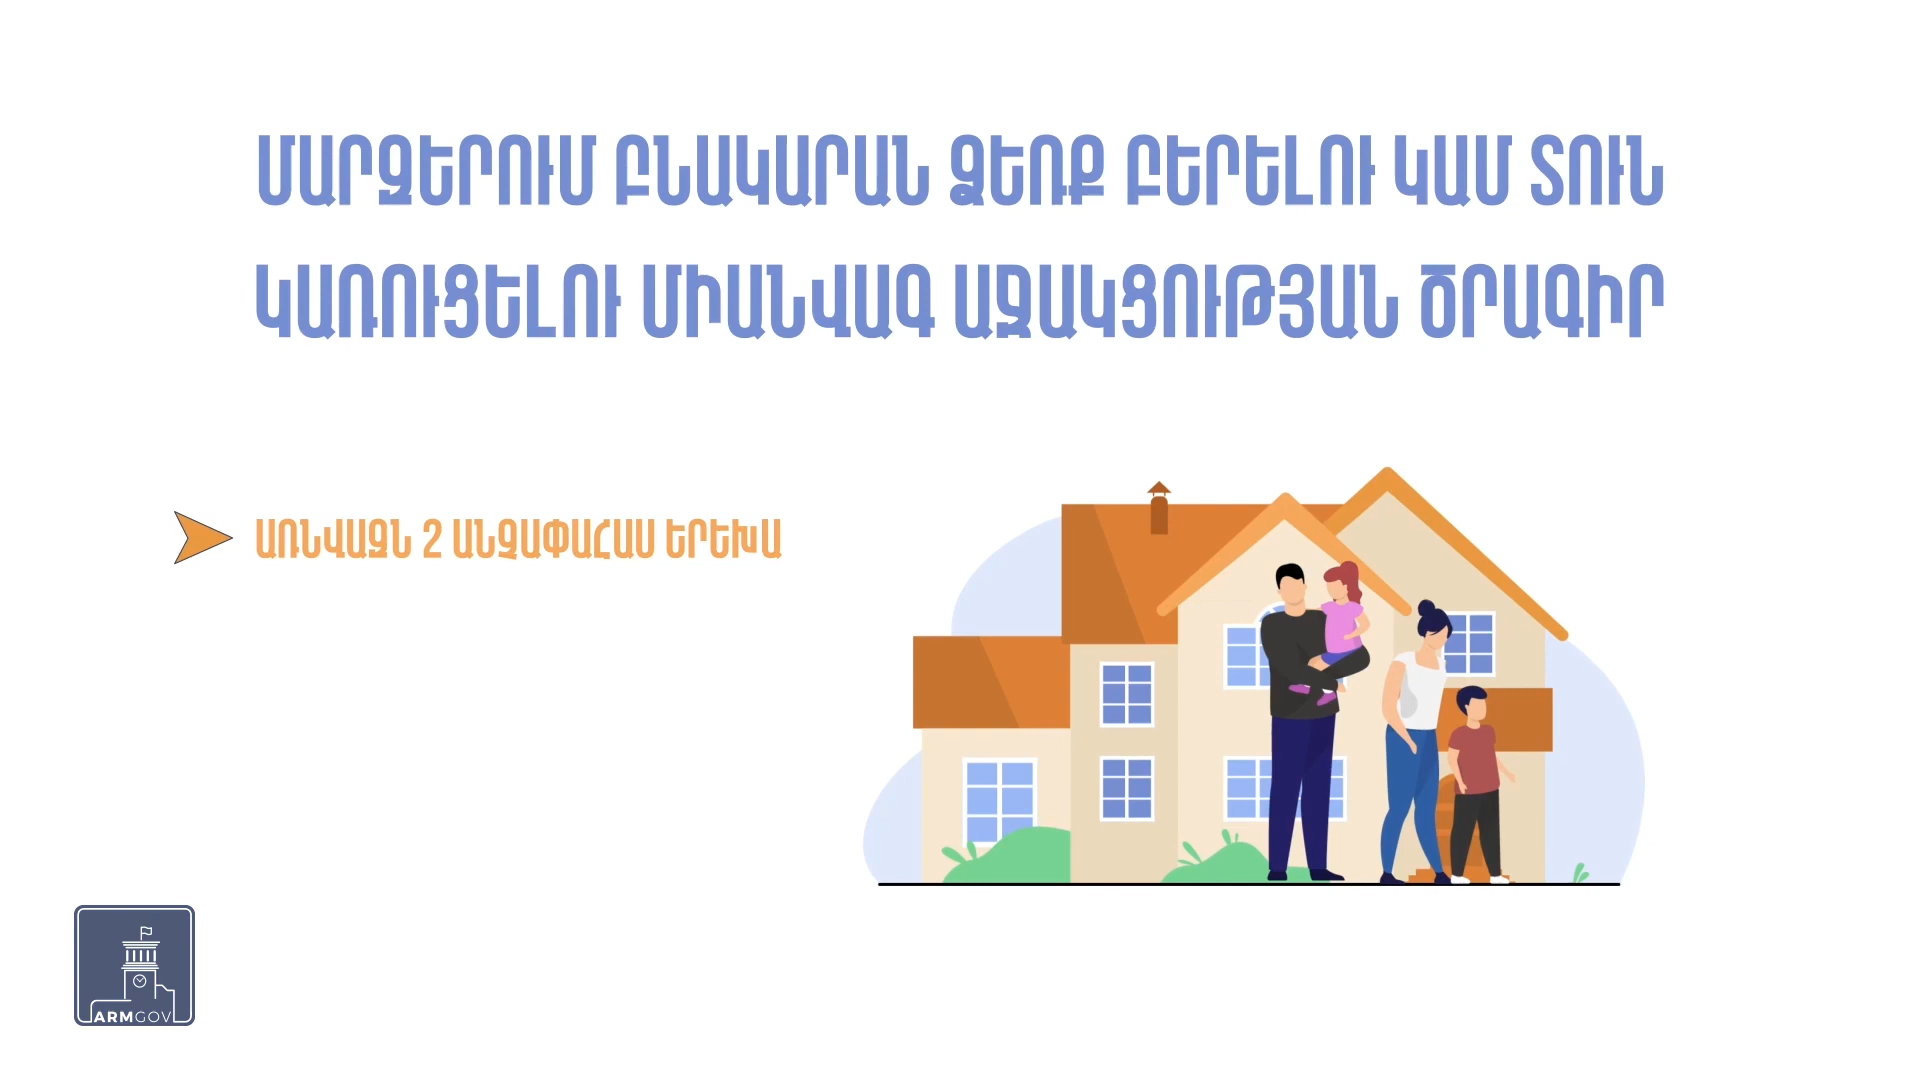 ՄԱՐԶԵՐՈՒՄ ԲՆԱԿԱՐԱՆ ՁԵՌՔ ԲԵՐԵԼՈՒ ԿԱՄ ՏՈՒՆ
ԿԱՌՈՒՑԵԼՈՒ ՄԻԱՆՎԱԳ ԱՋԱԿՑՈՒԹՅԱՆ ԾՐԱԳԻՐ
ԱՌՆՎԱԶՆ 2 ԱՆՉԱՓԱՀԱՍ ԵՐԵԽԱ
ARMGOV